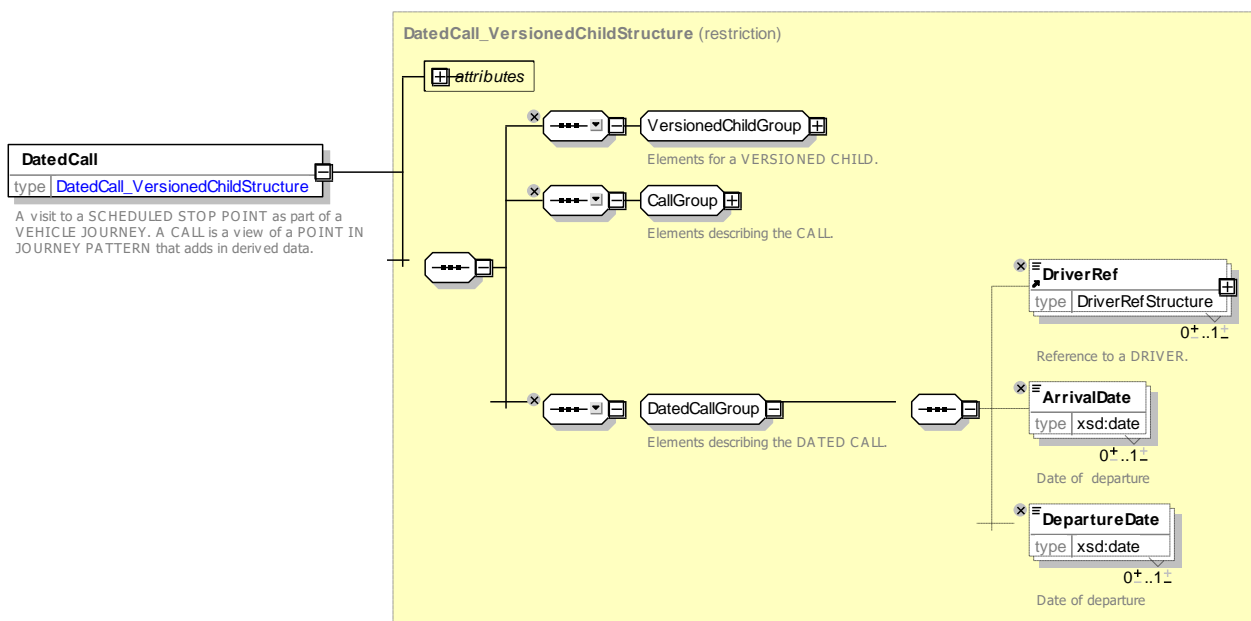 DatedCall_VersionedChildStructure (restriction)
attributes
VersionedChildGroup
Elements for a VERSIONED CHILD.
DatedCall
type DatedCall_VersionedChildStructure
A visit to a SCHEDULED STOP POINT as part of a
VEHICLE JOURNEY. A CALL is a view of a POINT IN
JOURNEY PATTERN that adds in derived data.
CallGroup
Elements describing the CALL.
DriverRef
type DriverRefStructure
0..1
Reference to a DRIVER.
DatedCallGroup
Elements describing the DATED CALL.
ArrivalDate
type xsd:date
0..1
Date of departure
DepartureDate
type xsd:date
0..1
Date of departure